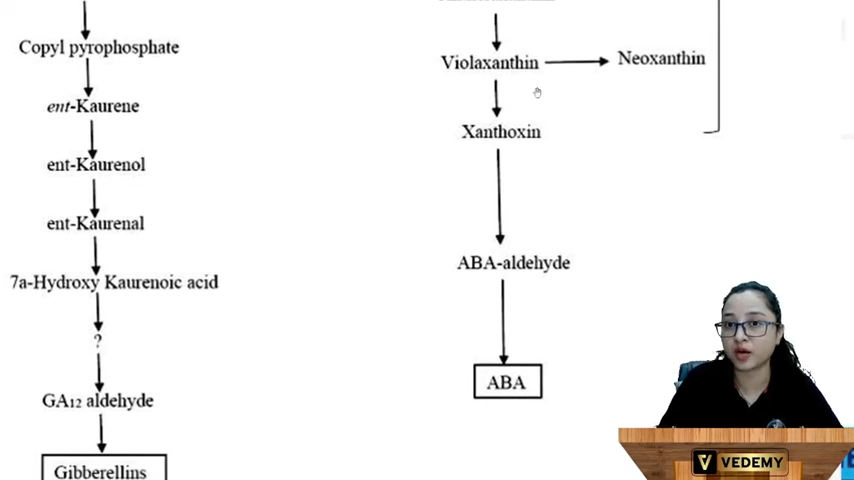 Copyl pyrophosphate
ent-Kaurene
ent-Kaurenol
ent-Kaurenal
7a-Hydroxy Kaurenoic acid
?
GA12 aldehyde
Gibberellins
Violaxanthin
Neoxanthin
Xanthoxin
ABA-aldehyde
ABA
V VEDEMY